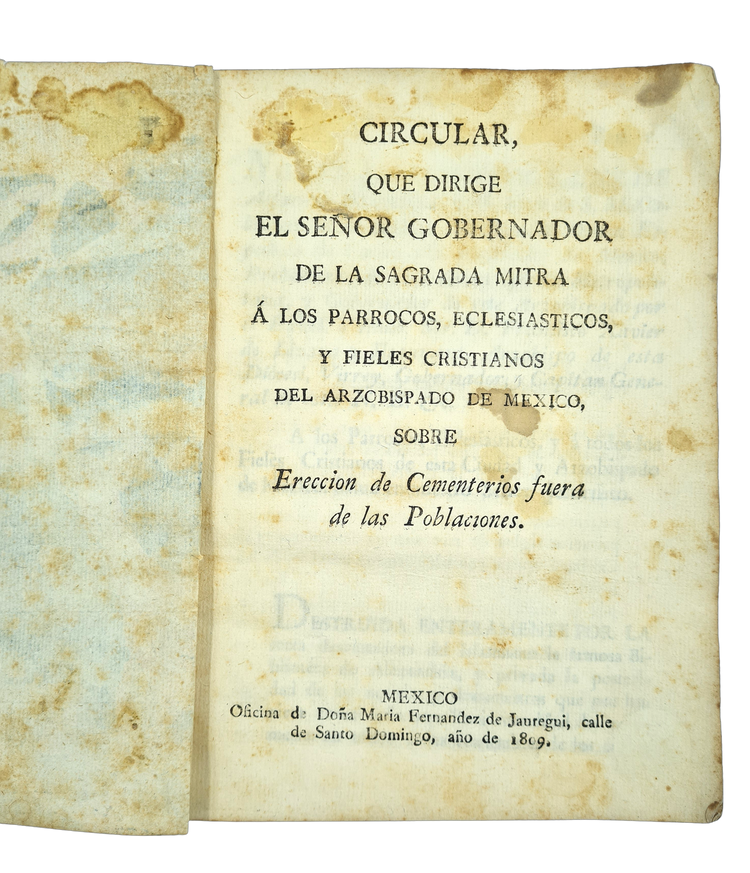 CIRCULAR,
QUE DIRIGE
EL SEÑOR GOBERNADOR
DE LA SAGRADA MITRA
Á LOS PARROCOS, ECLESIASTICOS,
Y FIELES CRISTIANOS
DEL ARZOBISPADO DE MEXICO,
SOBRE
Ereccion de Cementerios fuera
de las Poblaciones.
MEXICO
Oficina de Doña Maria Fernandez de Jauregui, calle
de Santo Domingo, año de 1809.